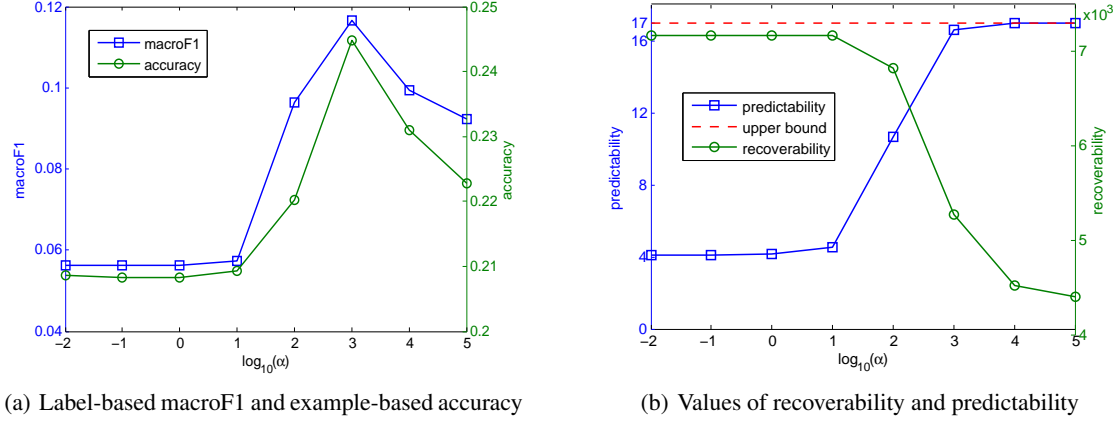 0.12
0.1
0.08
0.06
0.04
macroF1
macroF1
accuracy
0.25
0.24
0.23
0.22
0.21
0.2
accuracy
−2 −1 0 1 2 3 4 5
log10(α)
(a) Label-based macroF1 and example-based accuracy
17
16
12
8
4
0
predictability
predictability
upper bound
recoverability
x10³
7
6
5
4
recoverability
−2 −1 0 1 2 3 4 5
log10(α)
(b) Values of recoverability and predictability